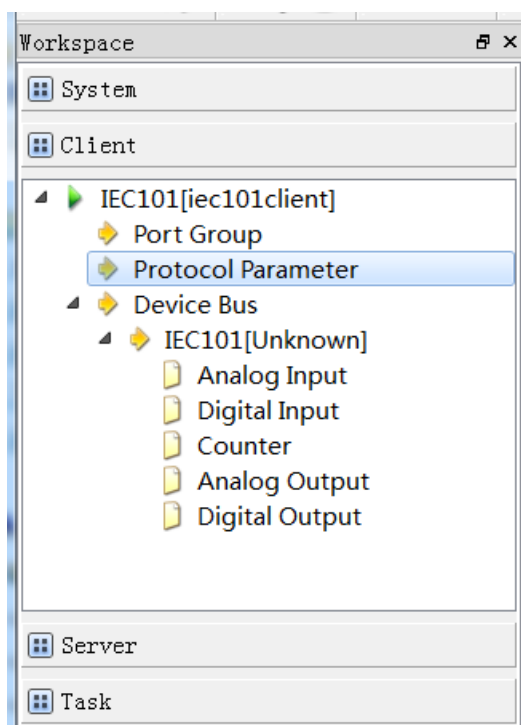 Workspace
System
Client
IEC101[iec101client]
Port Group
Protocol Parameter
Device Bus
IEC101[Unknown]
Analog Input
Digital Input
Counter
Analog Output
Digital Output
Server
Task